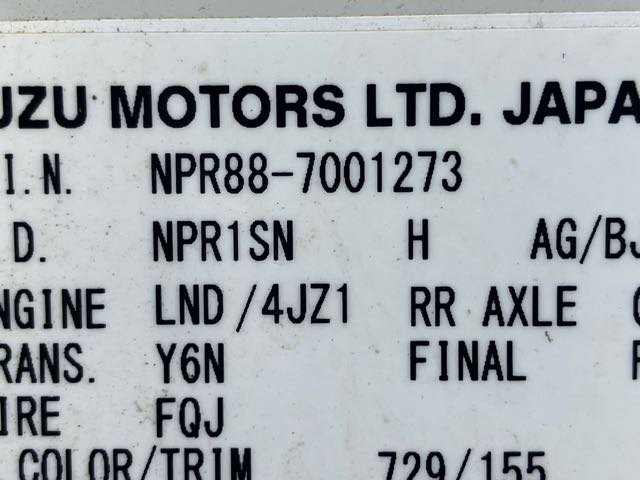 UZU MOTORS LTD. JAPA
I.N. NPR88-7001273
D. NPR1SN H AG/BJ
NGINE LND/4JZ1 RR AXLE
RANS. Y6N FINAL
IRE FQJ
COLOR/TRIM 729/155